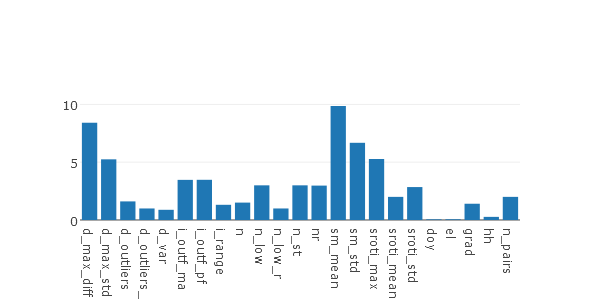 10
5
0
d_max_diff
d_max_std
d_outliers
d_outliers_
d_var
i_outf_ma
i_outf_pf
i_range
n
n_low
n_low_r
n_st
nr
sm_mean
sm_std
sroti_max
sroti_mean
sroti_std
doy
el
grad
hh
n_pairs